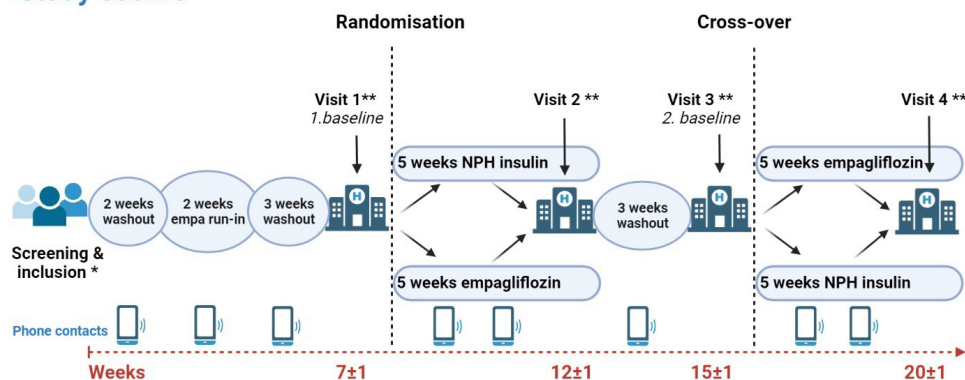 Randomisation
Cross-over
Visit 1**
1.baseline
Visit 2 **
Visit 3 **
2. baseline
Visit 4 **
5 weeks NPH insulin
5 weeks empagliflozin
2 weeks
washout
2 weeks
empa run-in
3 weeks
washout
H
H
3 weeks
washout
H
H
Screening &
inclusion *
5 weeks empagliflozin
5 weeks NPH insulin
Phone contacts
Weeks
7±1
12±1
15±1
20±1